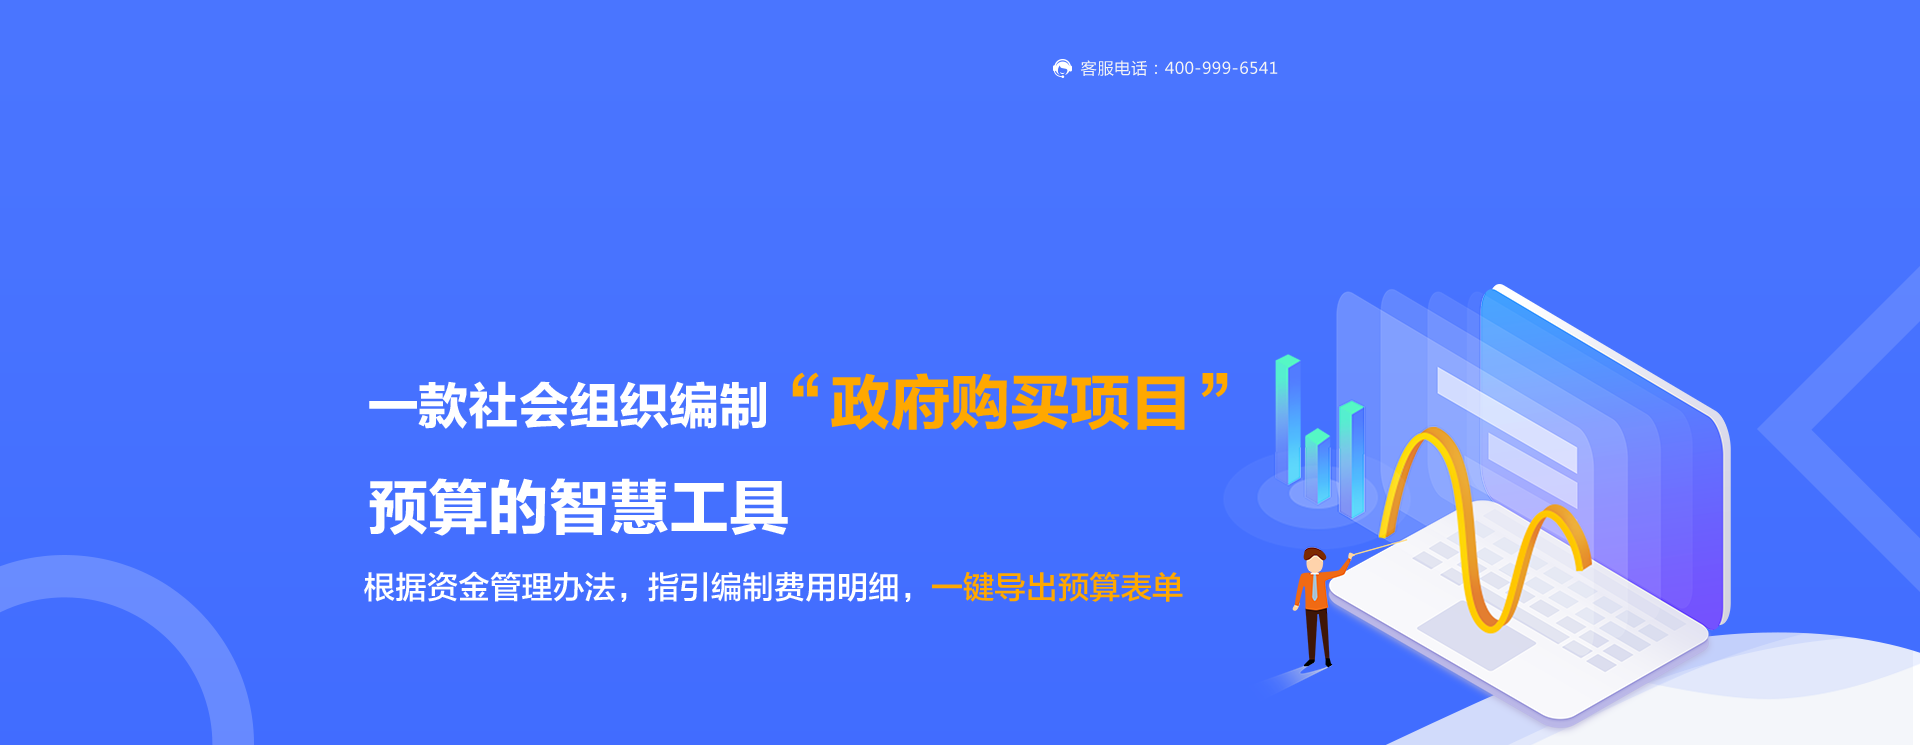 客服电话：400-999-6541
一款社会组织编制“政府购买项目”
预算的智慧工具
根据资金管理办法，指引编制费用明细，一键导出预算表单